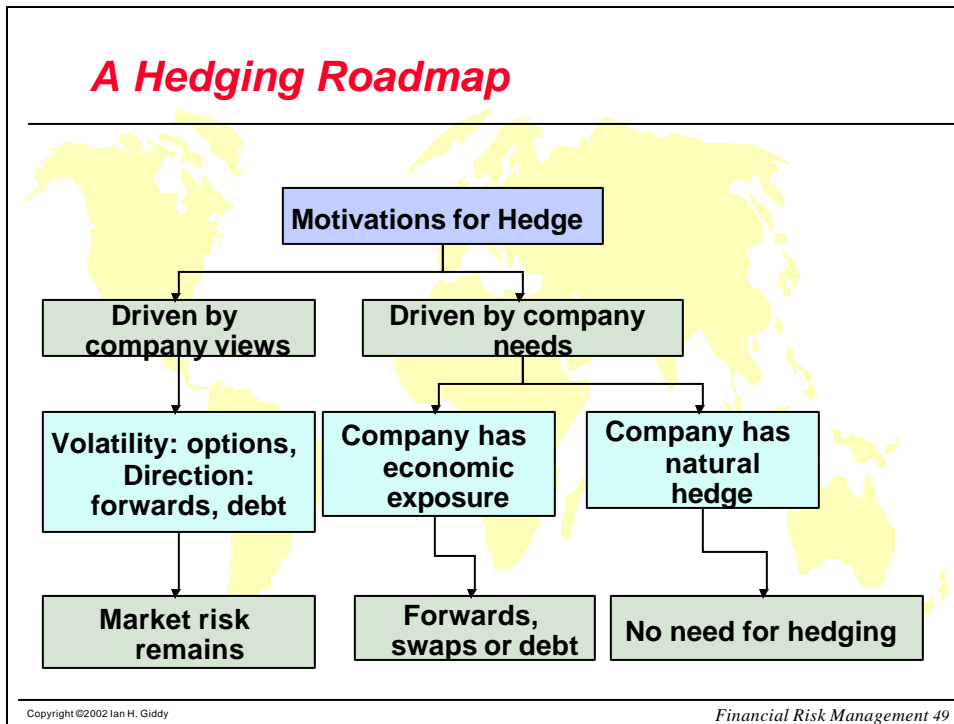 A Hedging Roadmap
Motivations for Hedge
Driven by
company views
Driven by company
needs
Volatility: options,
Direction:
forwards, debt
Company has
economic
exposure
Company has
natural
hedge
Market risk
remains
Forwards,
swaps or debt
No need for hedging
Copyright ©2002 Ian H. Giddy
Financial Risk Management 49